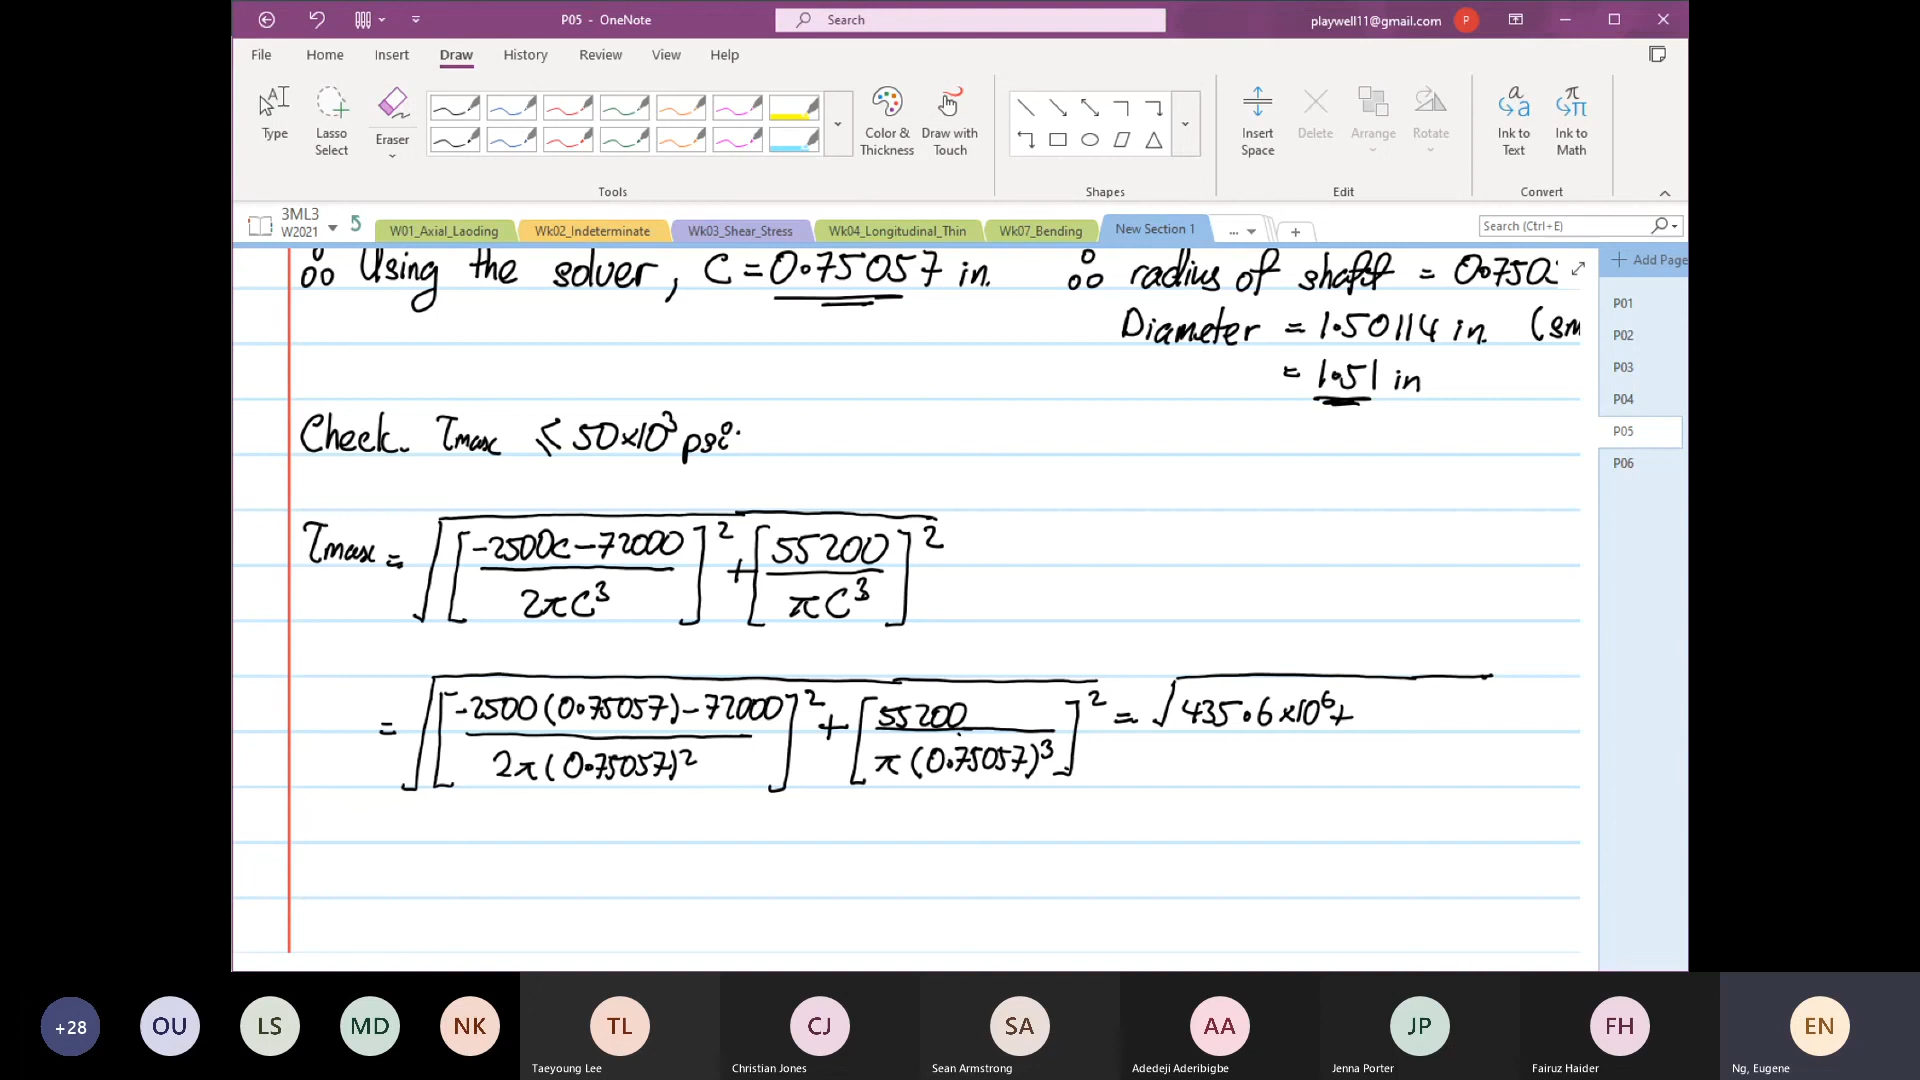 P05 - OneNote
Search
playwell11@gmail.com
P
File Home Insert Draw History Review View Help
Type
Lasso Select
Eraser
Color & Thickness
Draw with Touch
Insert Space
Delete
Arrange
Rotate
Ink to Text
Ink to Math
Tools
Shapes
Edit
Convert
3ML3 W2021
W01_Axial_Laoding
Wk02_Indeterminate
Wk03_Shear_Stress
Wk04_Longitudinal_Thin
Wk07_Bending
New Section 1
...
+
Search (Ctrl+E)
Add Page
P01
P02
P03
P04
P05
P06
∴ Using the solver, C = 0.75057 in. ∴ radius of shaft = 0.750
Diameter = 1.50114 in.
= 1.51 in
Check. τmax ≤ 50×10³ psi.
τmax = √[(-2500c-72000)/(2πC³)]² + [55200/(πC³)]²
= √[(-2500(0.75057)-72000)/(2π(0.75057)²)]² + [55200/(π(0.75057)³)]² = √435.6×10⁶+
+28
OU
LS
MD
NK
TL
Taeyoung Lee
CJ
Christian Jones
SA
Sean Armstrong
AA
Adedeji Aderibigbe
JP
Jenna Porter
FH
Fairuz Haider
EN
Ng, Eugene